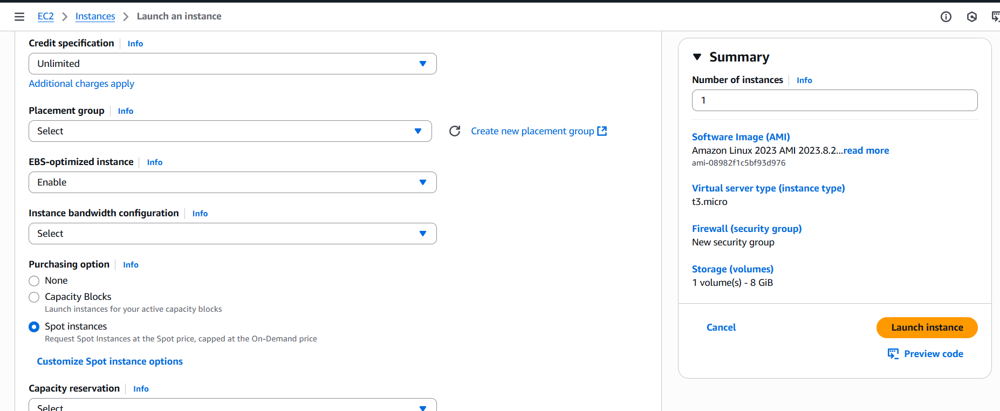 EC2 > Instances > Launch an instance
Credit specification Info
Unlimited
Additional charges apply
Placement group Info
Select
Create new placement group
EBS-optimized instance Info
Enable
Instance bandwidth configuration Info
Select
Purchasing option Info
None
Capacity Blocks
Launch instances for your active capacity blocks
Spot instances
Request Spot Instances at the Spot price, capped at the On-Demand price
Customize Spot instance options
Capacity reservation Info
Select
Summary
Number of instances Info
1
Software Image (AMI)
Amazon Linux 2023 AMI 2023.8.2...read more
ami-08982f1c5bf93d976
Virtual server type (instance type)
t3.micro
Firewall (security group)
New security group
Storage (volumes)
1 volume(s) - 8 GiB
Cancel
Launch instance
Preview code